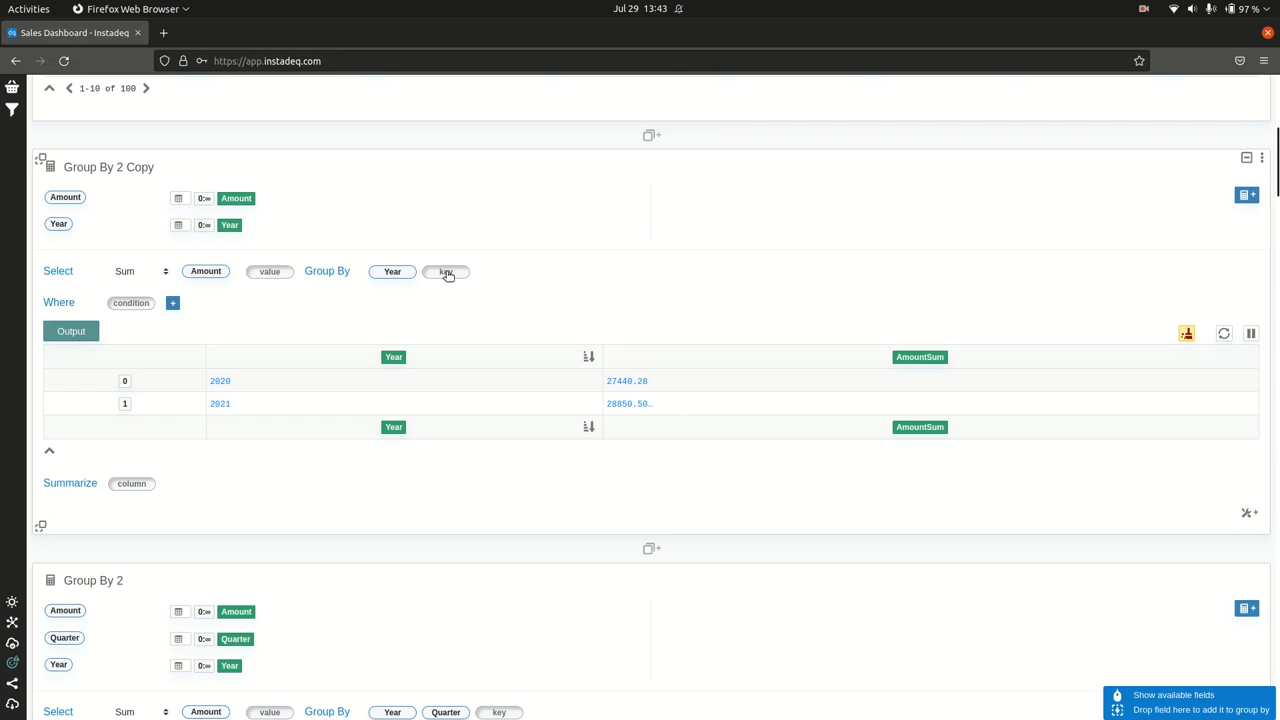 Activities Firefox Web Browser Jul 29 13:43 97 %
Sales Dashboard - Instadeq
https://app.instadeq.com
1-10 of 100
Group By 2 Copy
Amount 0:∞ Amount
Year 0:∞ Year
Select Sum Amount value Group By Year key
Where condition +
Output
Year AmountSum
0 2020 27440.28
1 2021 28850.50…
Year AmountSum
Summarize column
Group By 2
Amount 0:∞ Amount
Quarter 0:∞ Quarter
Year 0:∞ Year
Select Sum Amount value Group By Year Quarter key
Show available fields
Drop field here to add it to group by